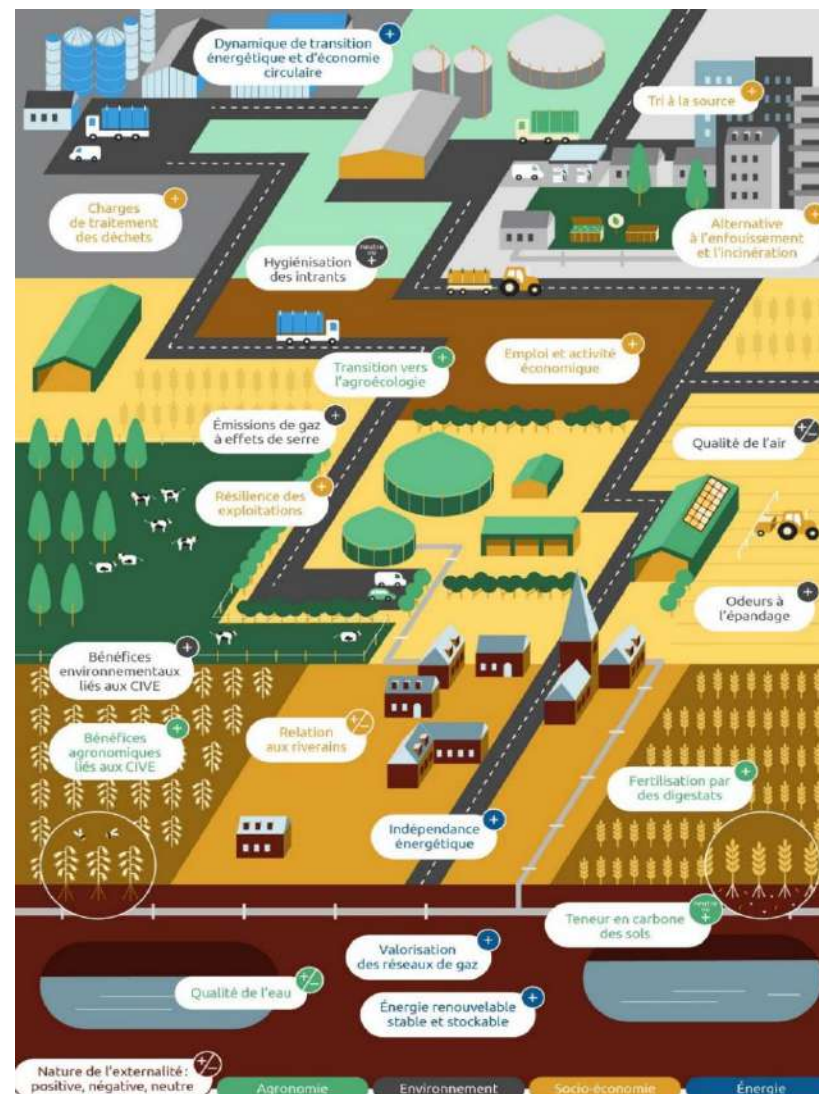 Dynamique de transition
énergétique et d'économie
circulaire
+
Tri à la source
+
Charges
de traitement
des déchets
+
Alternative
à l'enfouissement
et l'incinération
+
Hygiénisation
des intrants
neutre
ou
+
Transition vers
l'agroécologie
+
Emploi et activité
économique
+
Émissions de gaz
à effets de serre
+
Qualité de l'air
+/-
Résilience des
exploitations
+
Odeurs à
l'épandage
+
Bénéfices
environnementaux
liés aux CIVE
+
Bénéfices
agronomiques
liés aux CIVE
+
Relation
aux riverains
+/-
Fertilisation par
des digestats
+
Indépendance
énergétique
+
Teneur en carbone
des sols
neutre
ou
+
Valorisation
des réseaux de gaz
+
Qualité de l'eau
+/-
Énergie renouvelable
stable et stockable
+
Nature de l'externalité :
positive, négative, neutre
+/-
Agronomie
Environnement
Socio-économie
Énergie